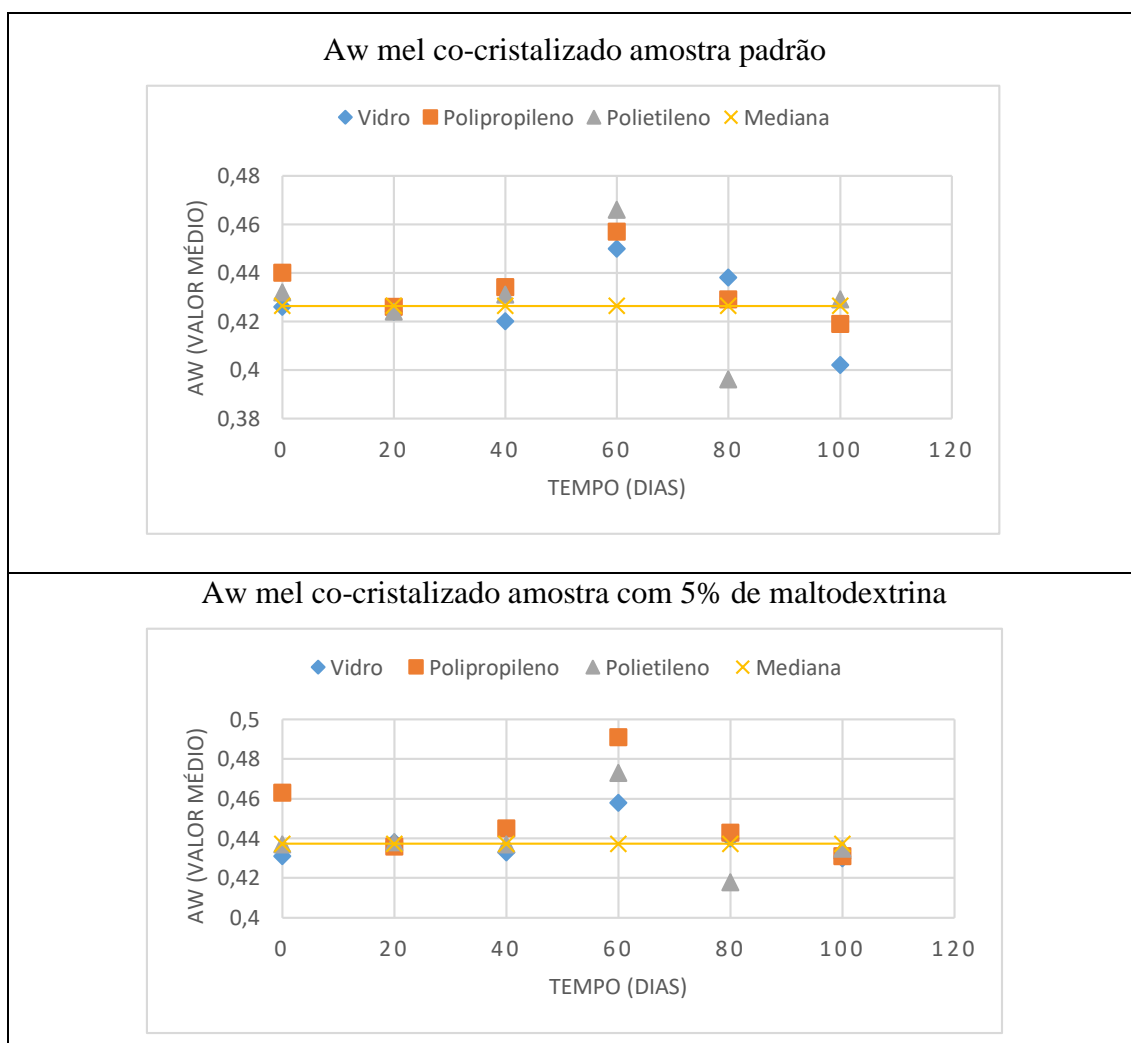 Aw mel co-cristalizado amostra padrão
Vidro Polipropileno Polietileno Mediana
0,48
0,46
0,44
0,42
0,4
0,38
AW (VALOR MÉDIO)
0 20 40 60 80 100 120
TEMPO (DIAS)
Aw mel co-cristalizado amostra com 5% de maltodextrina
Vidro Polipropileno Polietileno Mediana
0,5
0,48
0,46
0,44
0,42
0,4
AW (VALOR MÉDIO)
0 20 40 60 80 100 120
TEMPO (DIAS)